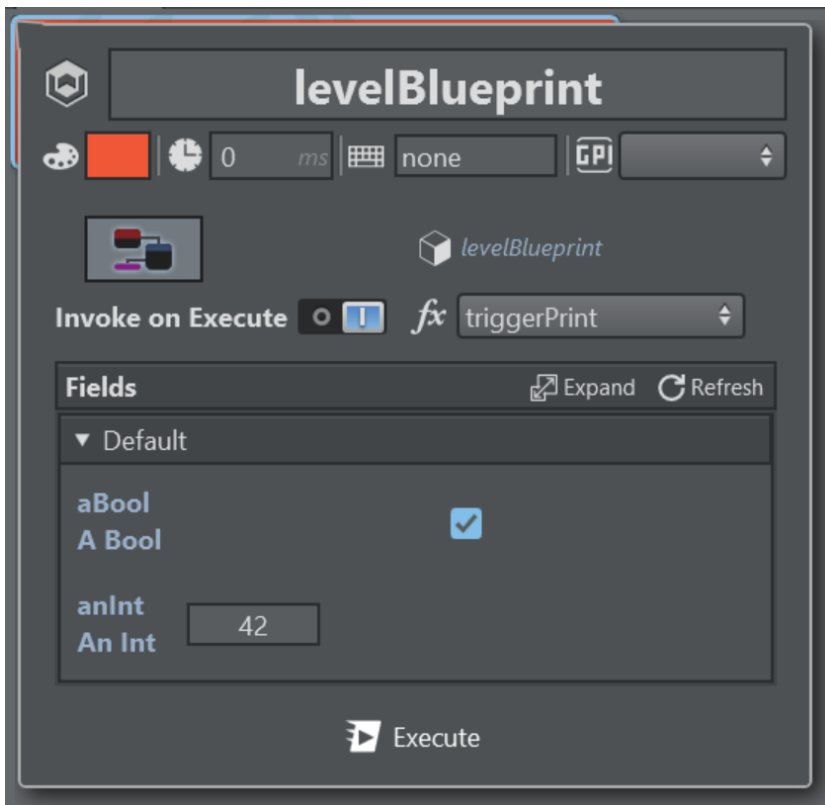 levelBlueprint
0 ms none GPI
levelBlueprint
Invoke on Execute fx triggerPrint
Fields Expand Refresh
Default
aBool
A Bool
anInt
An Int
42
Execute